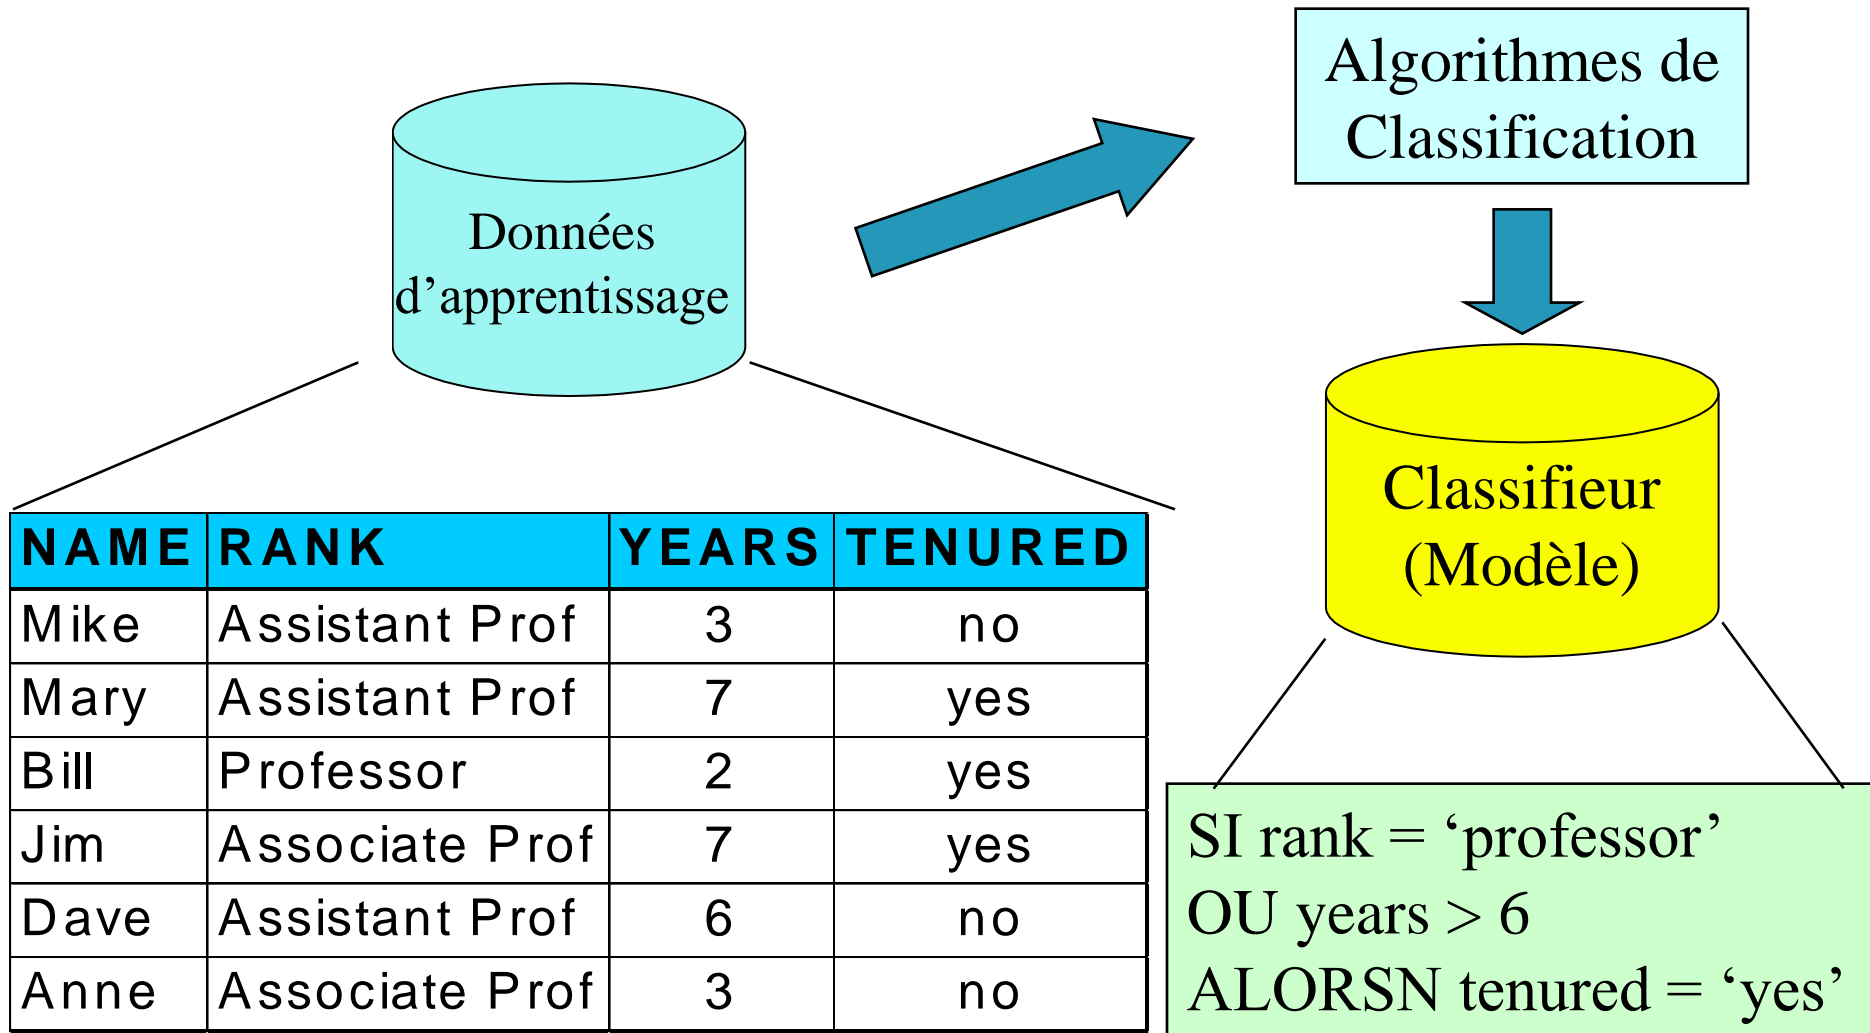 Algorithmes de
Classification
Données
d’apprentissage
Classifieur
(Modèle)
NAME RANK YEARS TENURED
Mike Assistant Prof 3 no
Mary Assistant Prof 7 yes
Bill Professor 2 yes
Jim Associate Prof 7 yes
Dave Assistant Prof 6 no
Anne Associate Prof 3 no
SI rank = ‘professor’
OU years > 6
ALORSN tenured = ‘yes’